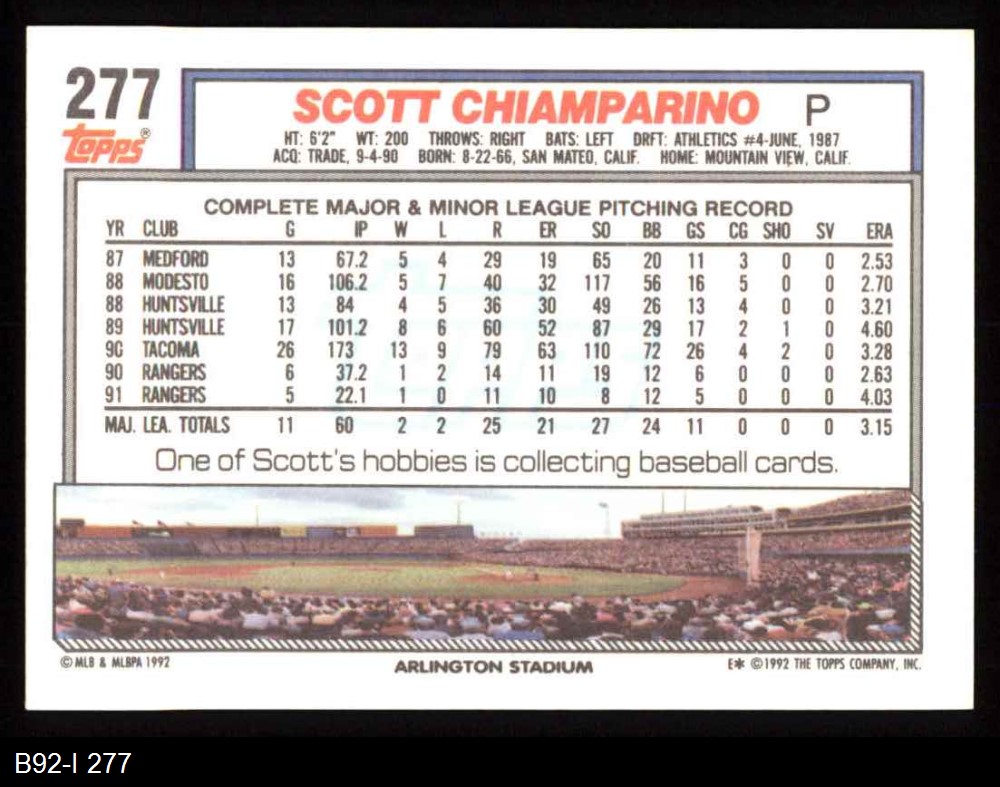 277
TOPPS®
SCOTT CHIAMPARINO P
HT: 6'2" WT: 200 THROWS: RIGHT BATS: LEFT DRFT: ATHLETICS #4-JUNE, 1987
ACQ: TRADE, 9-4-90 BORN: 8-22-66, SAN MATEO, CALIF. HOME: MOUNTAIN VIEW, CALIF.
COMPLETE MAJOR & MINOR LEAGUE PITCHING RECORD
YR CLUB G IP W L R ER SO BB GS CG SHO SV ERA
87 MEDFORD 13 67.2 5 4 29 19 65 20 11 3 0 0 2.53
88 MODESTO 16 106.2 5 7 40 32 117 56 16 5 0 0 2.70
88 HUNTSVILLE 13 84 4 5 36 30 49 26 13 4 0 0 3.21
89 HUNTSVILLE 17 101.2 8 6 60 52 87 29 17 2 1 0 4.60
90 TACOMA 26 173 13 9 79 63 110 72 26 4 2 0 3.28
90 RANGERS 6 37.2 1 2 14 11 19 12 6 0 0 0 2.63
91 RANGERS 5 22.1 1 0 11 10 8 12 5 0 0 0 4.03
MAJ. LEA. TOTALS 11 60 2 2 25 21 27 24 11 0 0 0 3.15
One of Scott's hobbies is collecting baseball cards.
© MLB & MLBPA 1992 ARLINGTON STADIUM E* © 1992 THE TOPPS COMPANY, INC.
B92-I 277